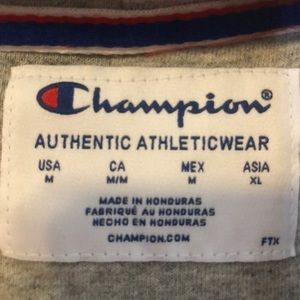 Champion®
AUTHENTIC ATHLETICWEAR
USA CA MEX ASIA
M M/M M XL
MADE IN HONDURAS
FABRIQUÉ AU HONDURAS
HECHO EN HONDURAS
CHAMPION.COM
FTX